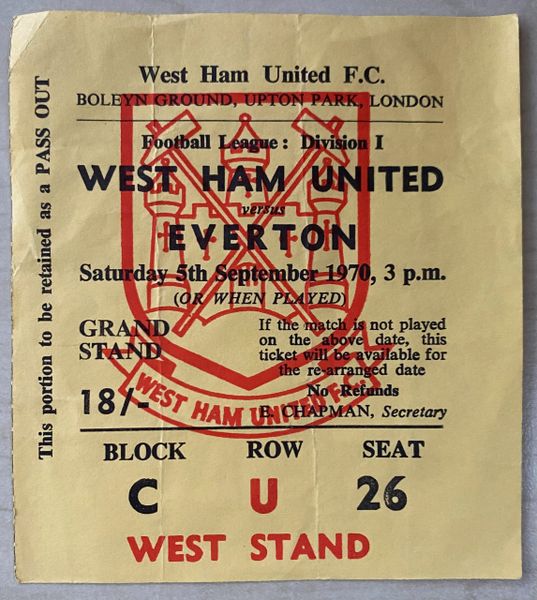 West Ham United F.C.
BOLEYN GROUND, UPTON PARK, LONDON
Football League: Division I
WEST HAM UNITED
versus
EVERTON
Saturday 5th September 1970, 3 p.m.
(OR WHEN PLAYED)
GRAND
STAND
18/-
If the match is not played
on the above date, this
ticket will be available for
the re-arranged date
No Refunds
E. CHAPMAN, Secretary
WEST HAM UNITED F.C.
BLOCK ROW SEAT
C U 26
WEST STAND
This portion to be retained as a PASS OUT